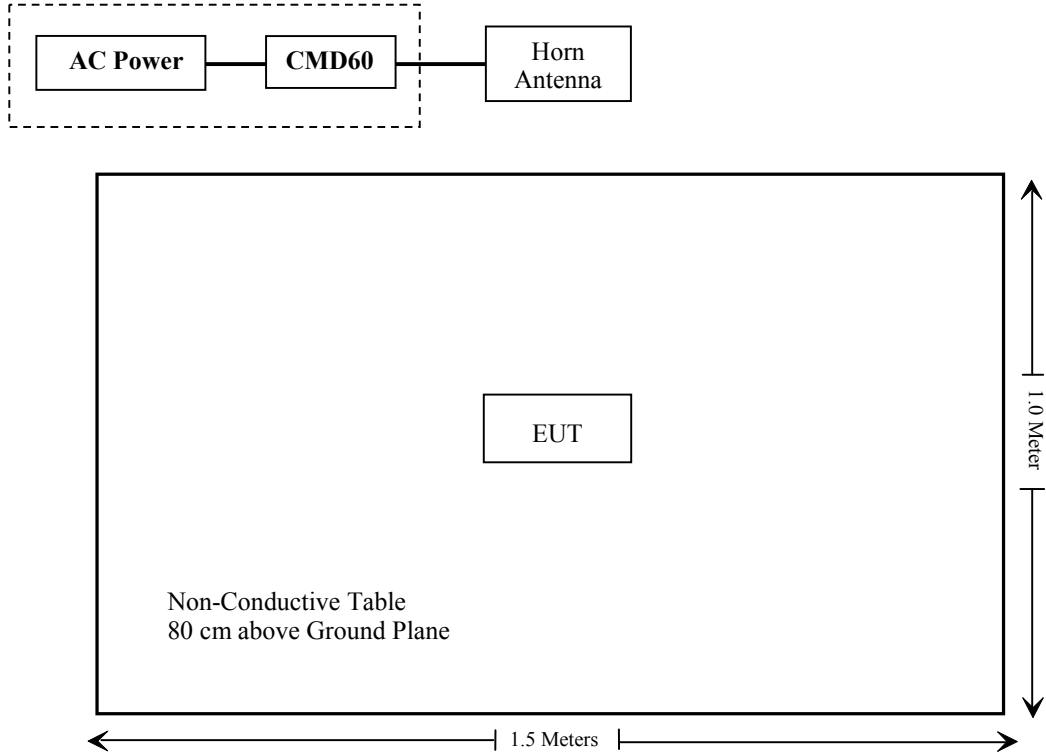 AC Power
CMD60
Horn
Antenna
EUT
1.0 Meter
Non-Conductive Table
80 cm above Ground Plane
1.5 Meters